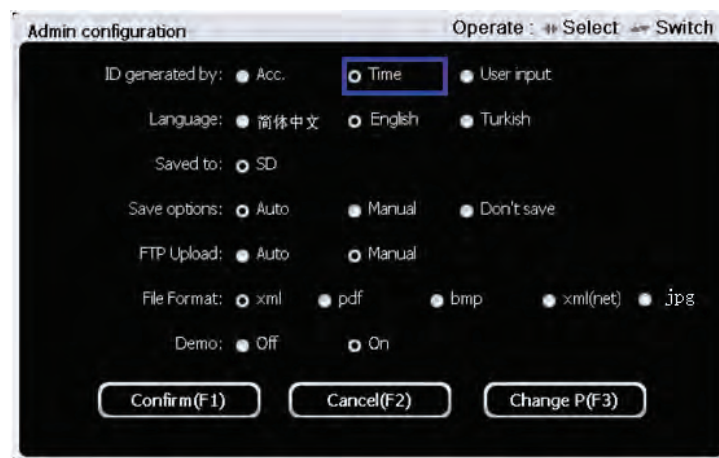 Admin configuration Operate : Select Switch
ID generated by: Acc. Time User input
Language: 简体中文 English Turkish
Saved to: SD
Save options: Auto Manual Don't save
FTP Upload: Auto Manual
File Format: xml pdf bmp xml(net) jpg
Demo: Off On
Confirm(F1) Cancel(F2) Change P(F3)